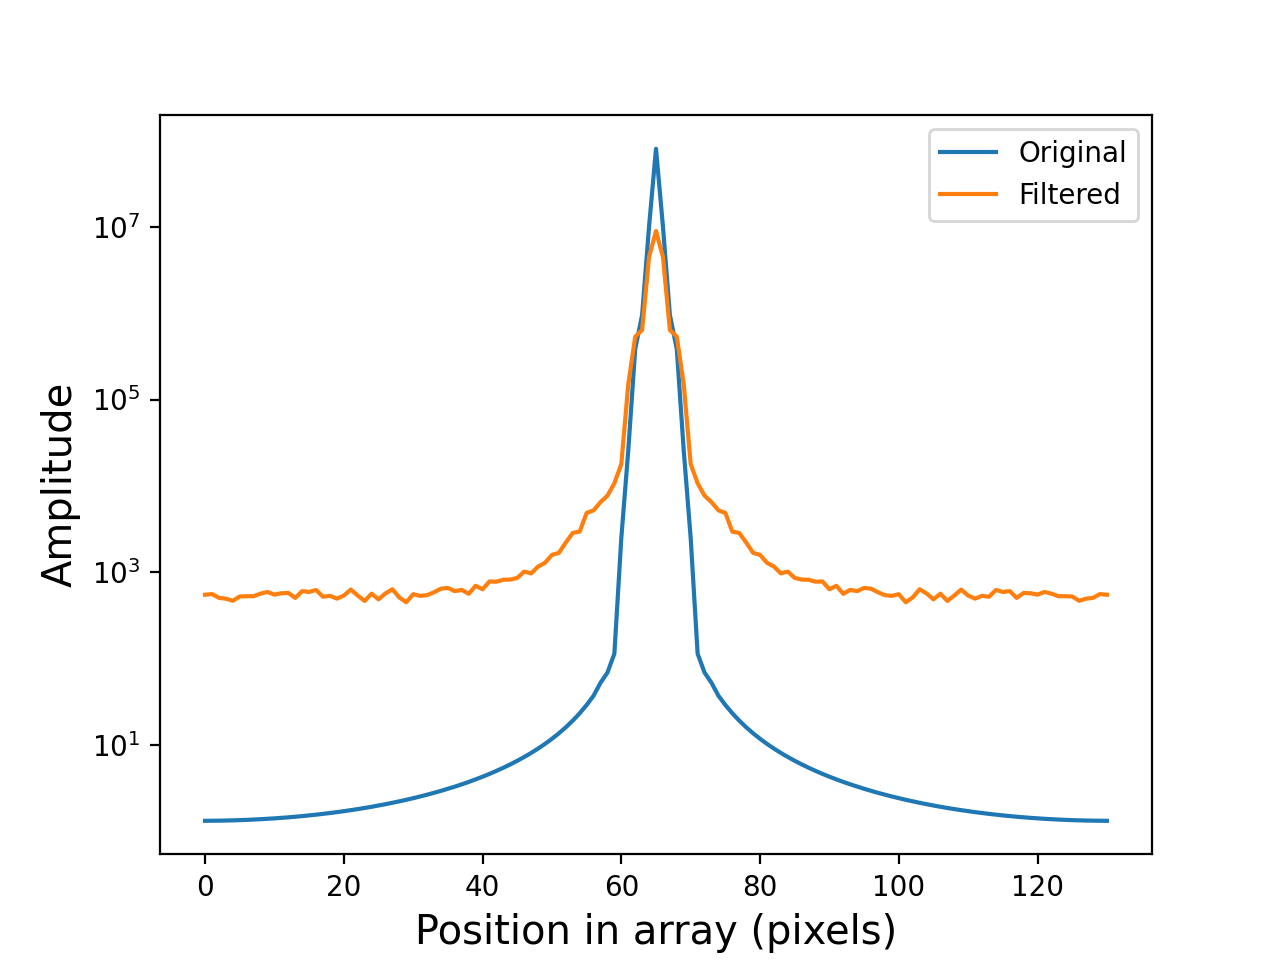 Original
Filtered
10⁷
10⁵
10³
10¹
Amplitude
0 20 40 60 80 100 120
Position in array (pixels)